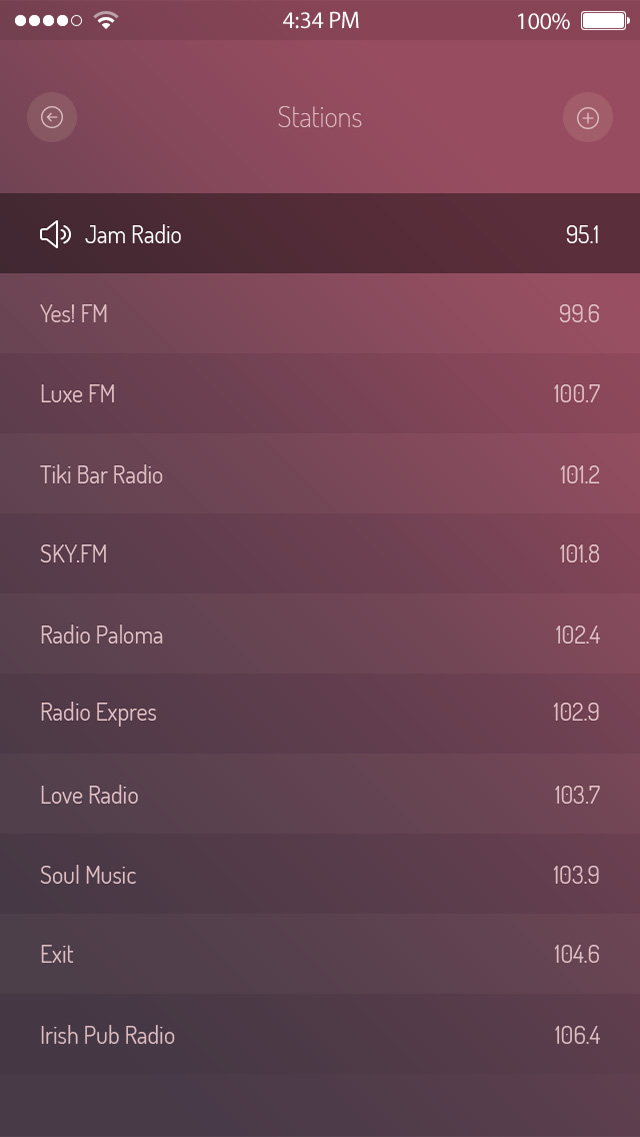 4:34 PM 100%
Stations
Jam Radio 95.1
Yes! FM 99.6
Luxe FM 100.7
Tiki Bar Radio 101.2
SKY.FM 101.8
Radio Paloma 102.4
Radio Expres 102.9
Love Radio 103.7
Soul Music 103.9
Exit 104.6
Irish Pub Radio 106.4